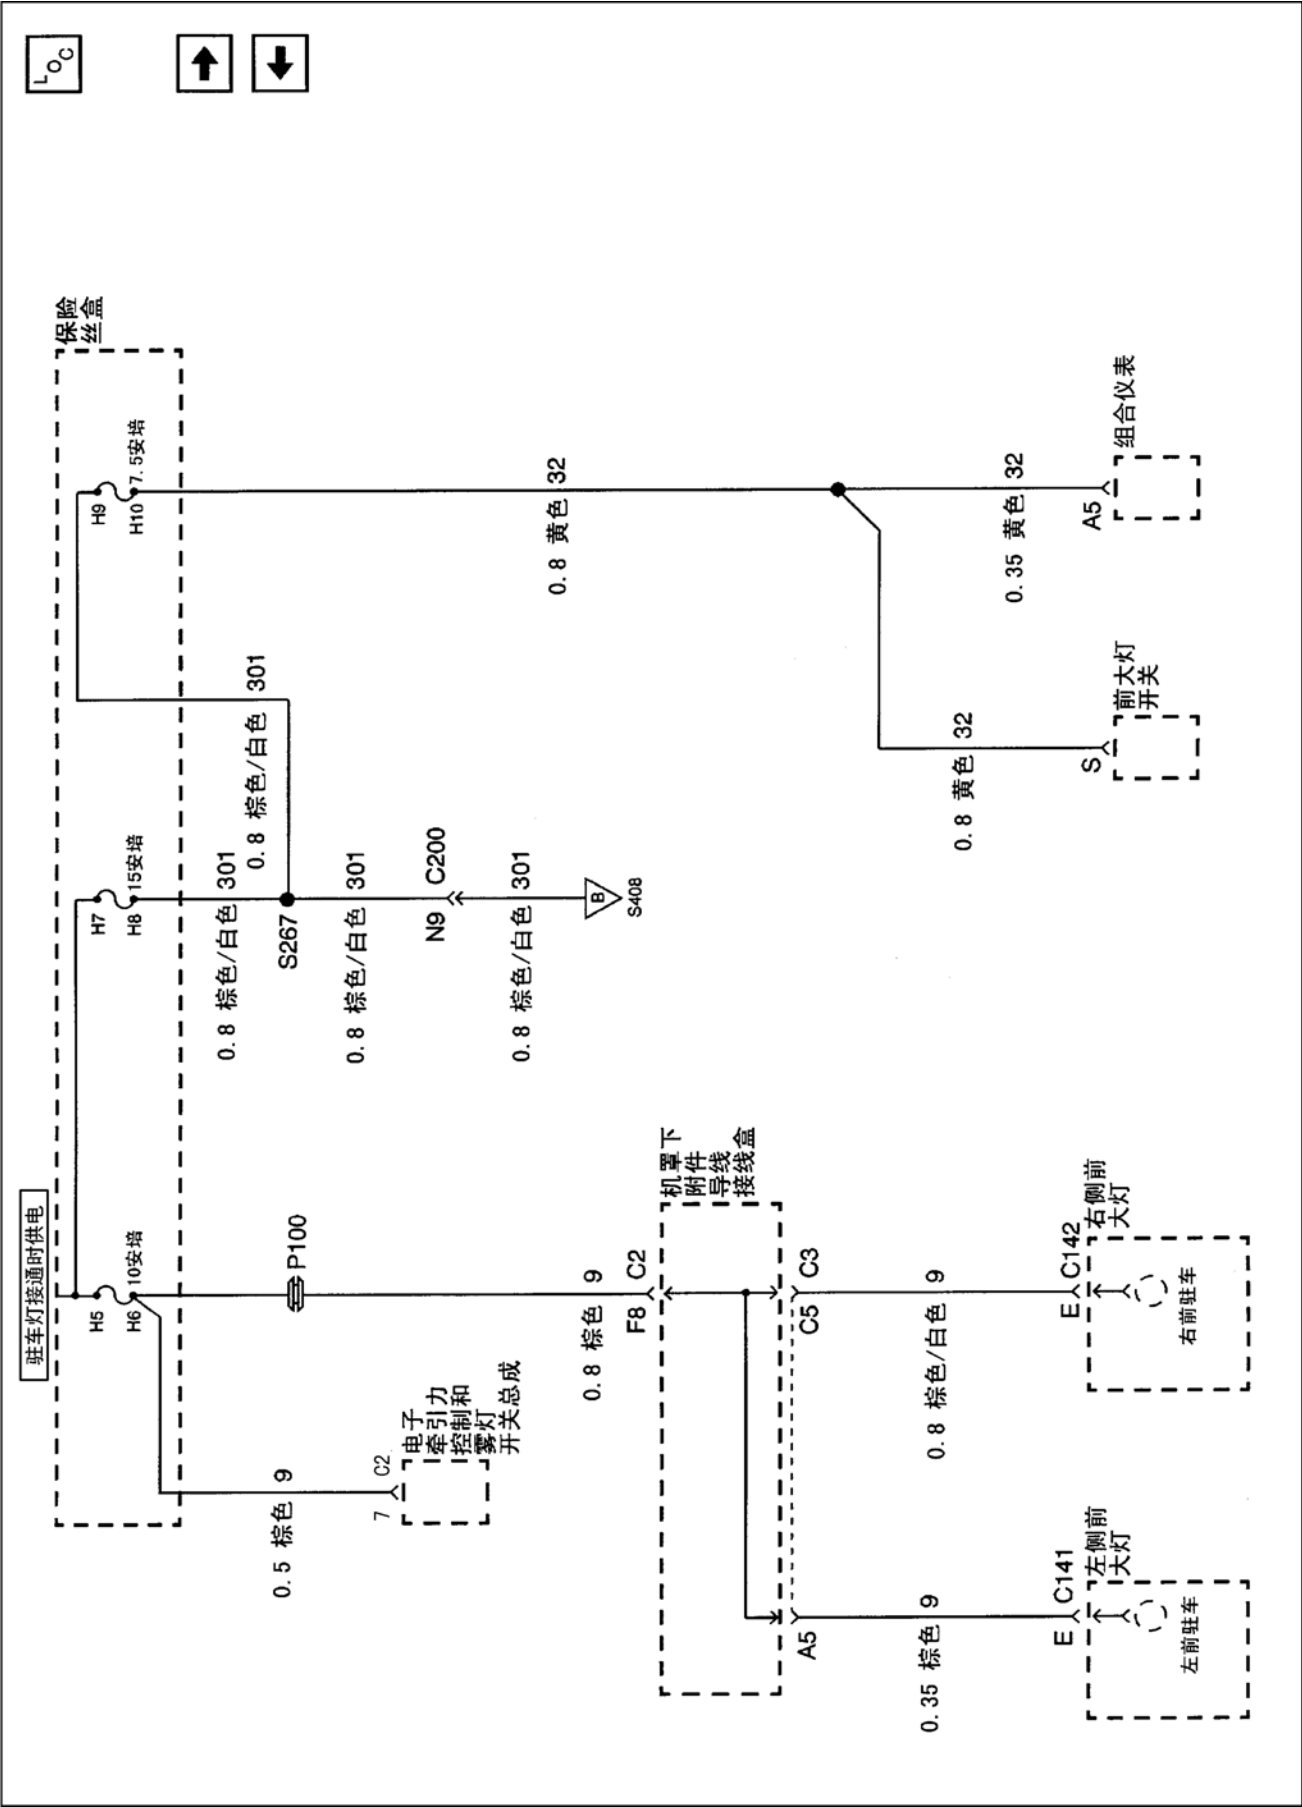 LOC
驻车灯接通时供电
保险
丝盒
H5
H6
10安培
H7
H8
15安培
H9
H10
7.5安培
0.5 棕色 9
P100
0.8 棕色/白色 301
0.8 棕色/白色 301
S267
0.8 棕色/白色 301
7
C2
电子
牵引力
控制和
雾灯
开关总成
N9
C200
0.8 棕色/白色 301
B
S408
0.8 黄色 32
0.8 棕色 9
F8
C2
机罩下
附件
导线
接线盒
A5
C5
C3
0.35 棕色 9
0.8 棕色/白色 9
0.8 黄色 32
0.35 黄色 32
E
C141
左侧前
大灯
左前驻车
E
C142
右侧前
大灯
右前驻车
S
前大灯
开关
A5
组合仪表